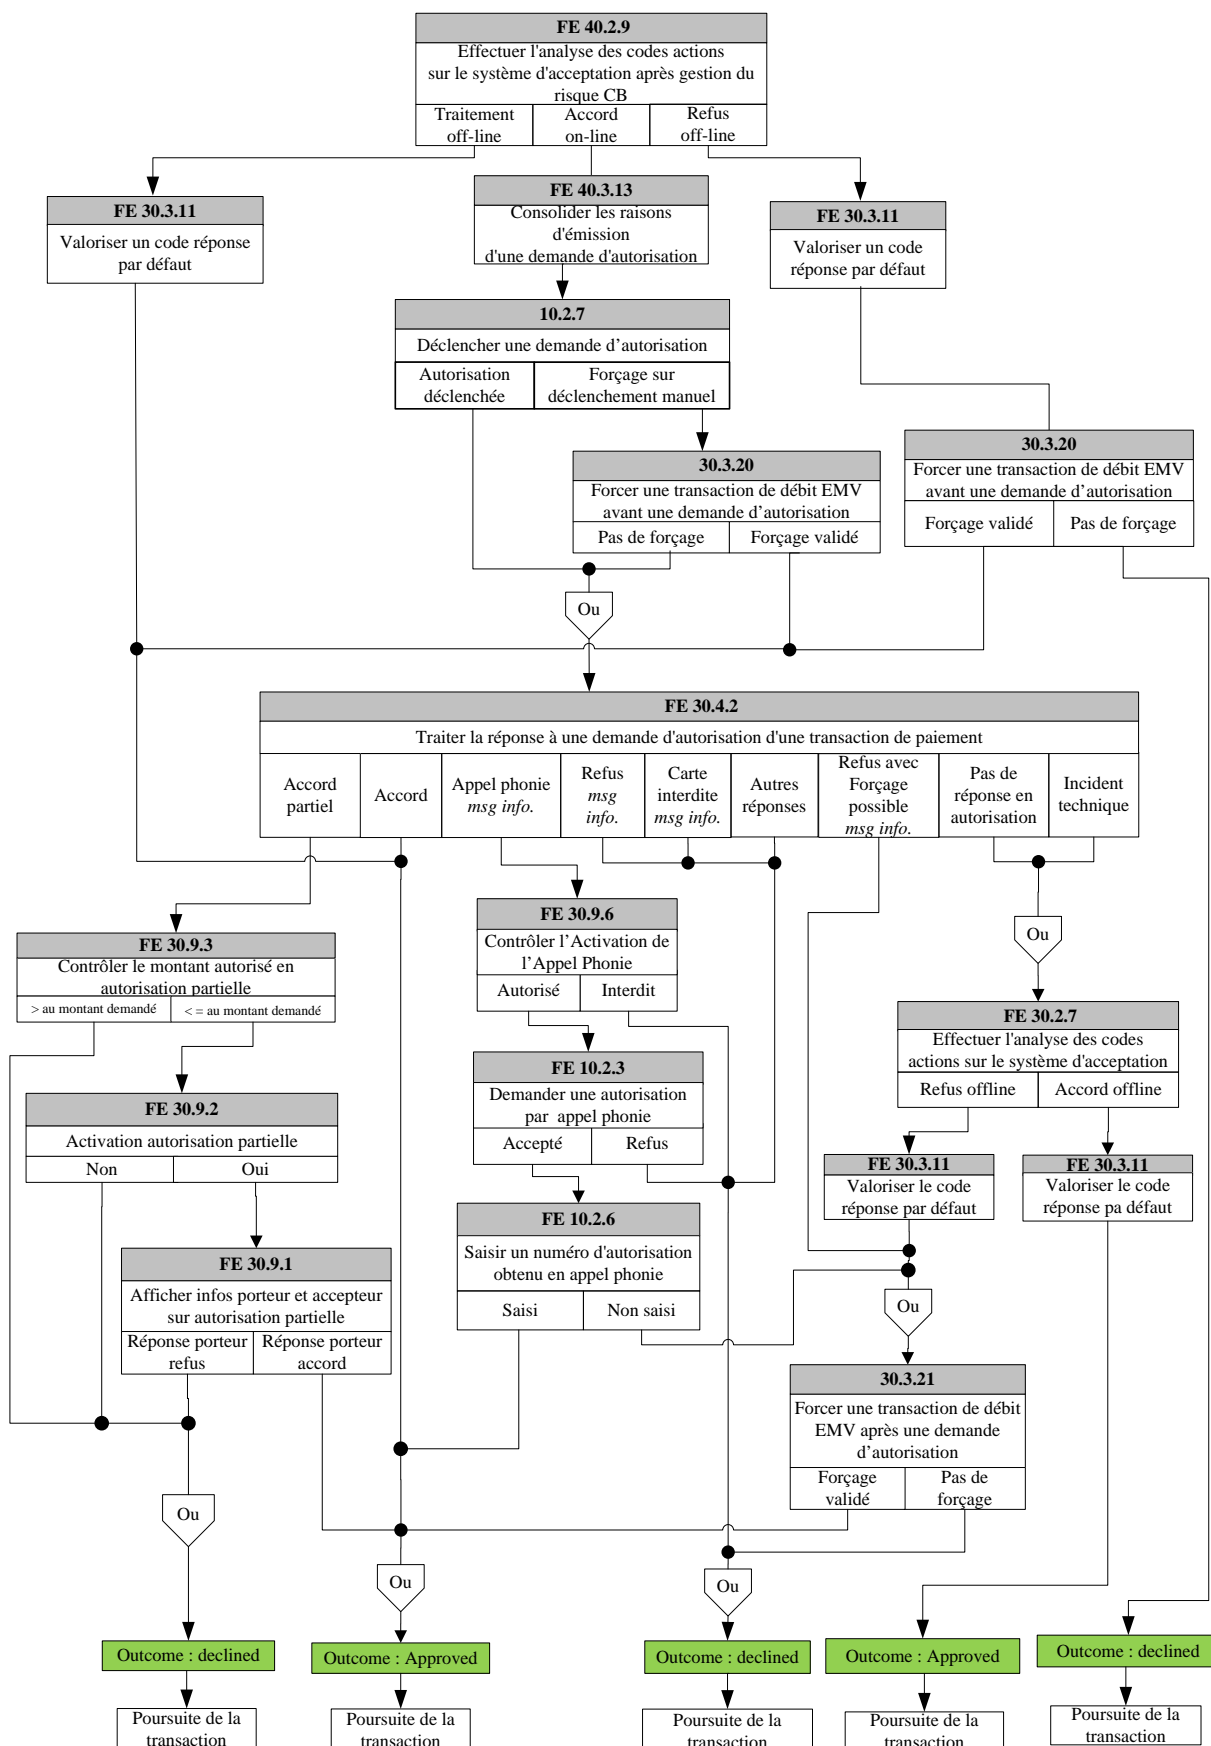 FE 40.2.9
Effectuer l'analyse des codes actions
sur le système d'acceptation après gestion du
risque CB
Traitement
off-line
Accord
on-line
Refus
off-line
FE 30.3.11
Valoriser un code réponse
par défaut
FE 40.3.13
Consolider les raisons
d'émission
d'une demande d'autorisation
FE 30.3.11
Valoriser un code
réponse par défaut
10.2.7
Déclencher une demande d'autorisation
Autorisation
déclenchée
Forçage sur
déclenchement manuel
30.3.20
Forcer une transaction de débit EMV
avant une demande d'autorisation
Pas de forçage
Forçage validé
30.3.20
Forcer une transaction de débit EMV
avant une demande d'autorisation
Forçage validé
Pas de forçage
Ou
FE 30.4.2
Traiter la réponse à une demande d'autorisation d'une transaction de paiement
Accord
partiel
Accord
Appel phonie
msg info.
Refus
msg
info.
Carte
interdite
msg info.
Autres
réponses
Refus avec
Forçage
possible
msg info.
Pas de
réponse en
autorisation
Incident
technique
FE 30.9.3
Contrôler le montant autorisé en
autorisation partielle
> au montant demandé
< = au montant demandé
FE 30.9.6
Contrôler l'Activation de
l'Appel Phonie
Autorisé
Interdit
Ou
FE 30.2.7
Effectuer l'analyse des codes
actions sur le système d'acceptation
Refus offline
Accord offline
FE 10.2.3
Demander une autorisation
par appel phonie
Accepté
Refus
FE 30.9.2
Activation autorisation partielle
Non
Oui
FE 30.3.11
Valoriser le code
réponse par défaut
FE 30.3.11
Valoriser le code
réponse pa défaut
FE 10.2.6
Saisir un numéro d'autorisation
obtenu en appel phonie
Saisi
Non saisi
FE 30.9.1
Afficher infos porteur et accepteur
sur autorisation partielle
Réponse porteur
refus
Réponse porteur
accord
Ou
30.3.21
Forcer une transaction de débit
EMV après une demande
d'autorisation
Forçage
validé
Pas de
forçage
Ou
Ou
Ou
Outcome : declined
Outcome : Approved
Outcome : declined
Outcome : Approved
Outcome : declined
Poursuite de la
transaction
Poursuite de la
transaction
Poursuite de la
transaction
Poursuite de la
transaction
Poursuite de la
transaction